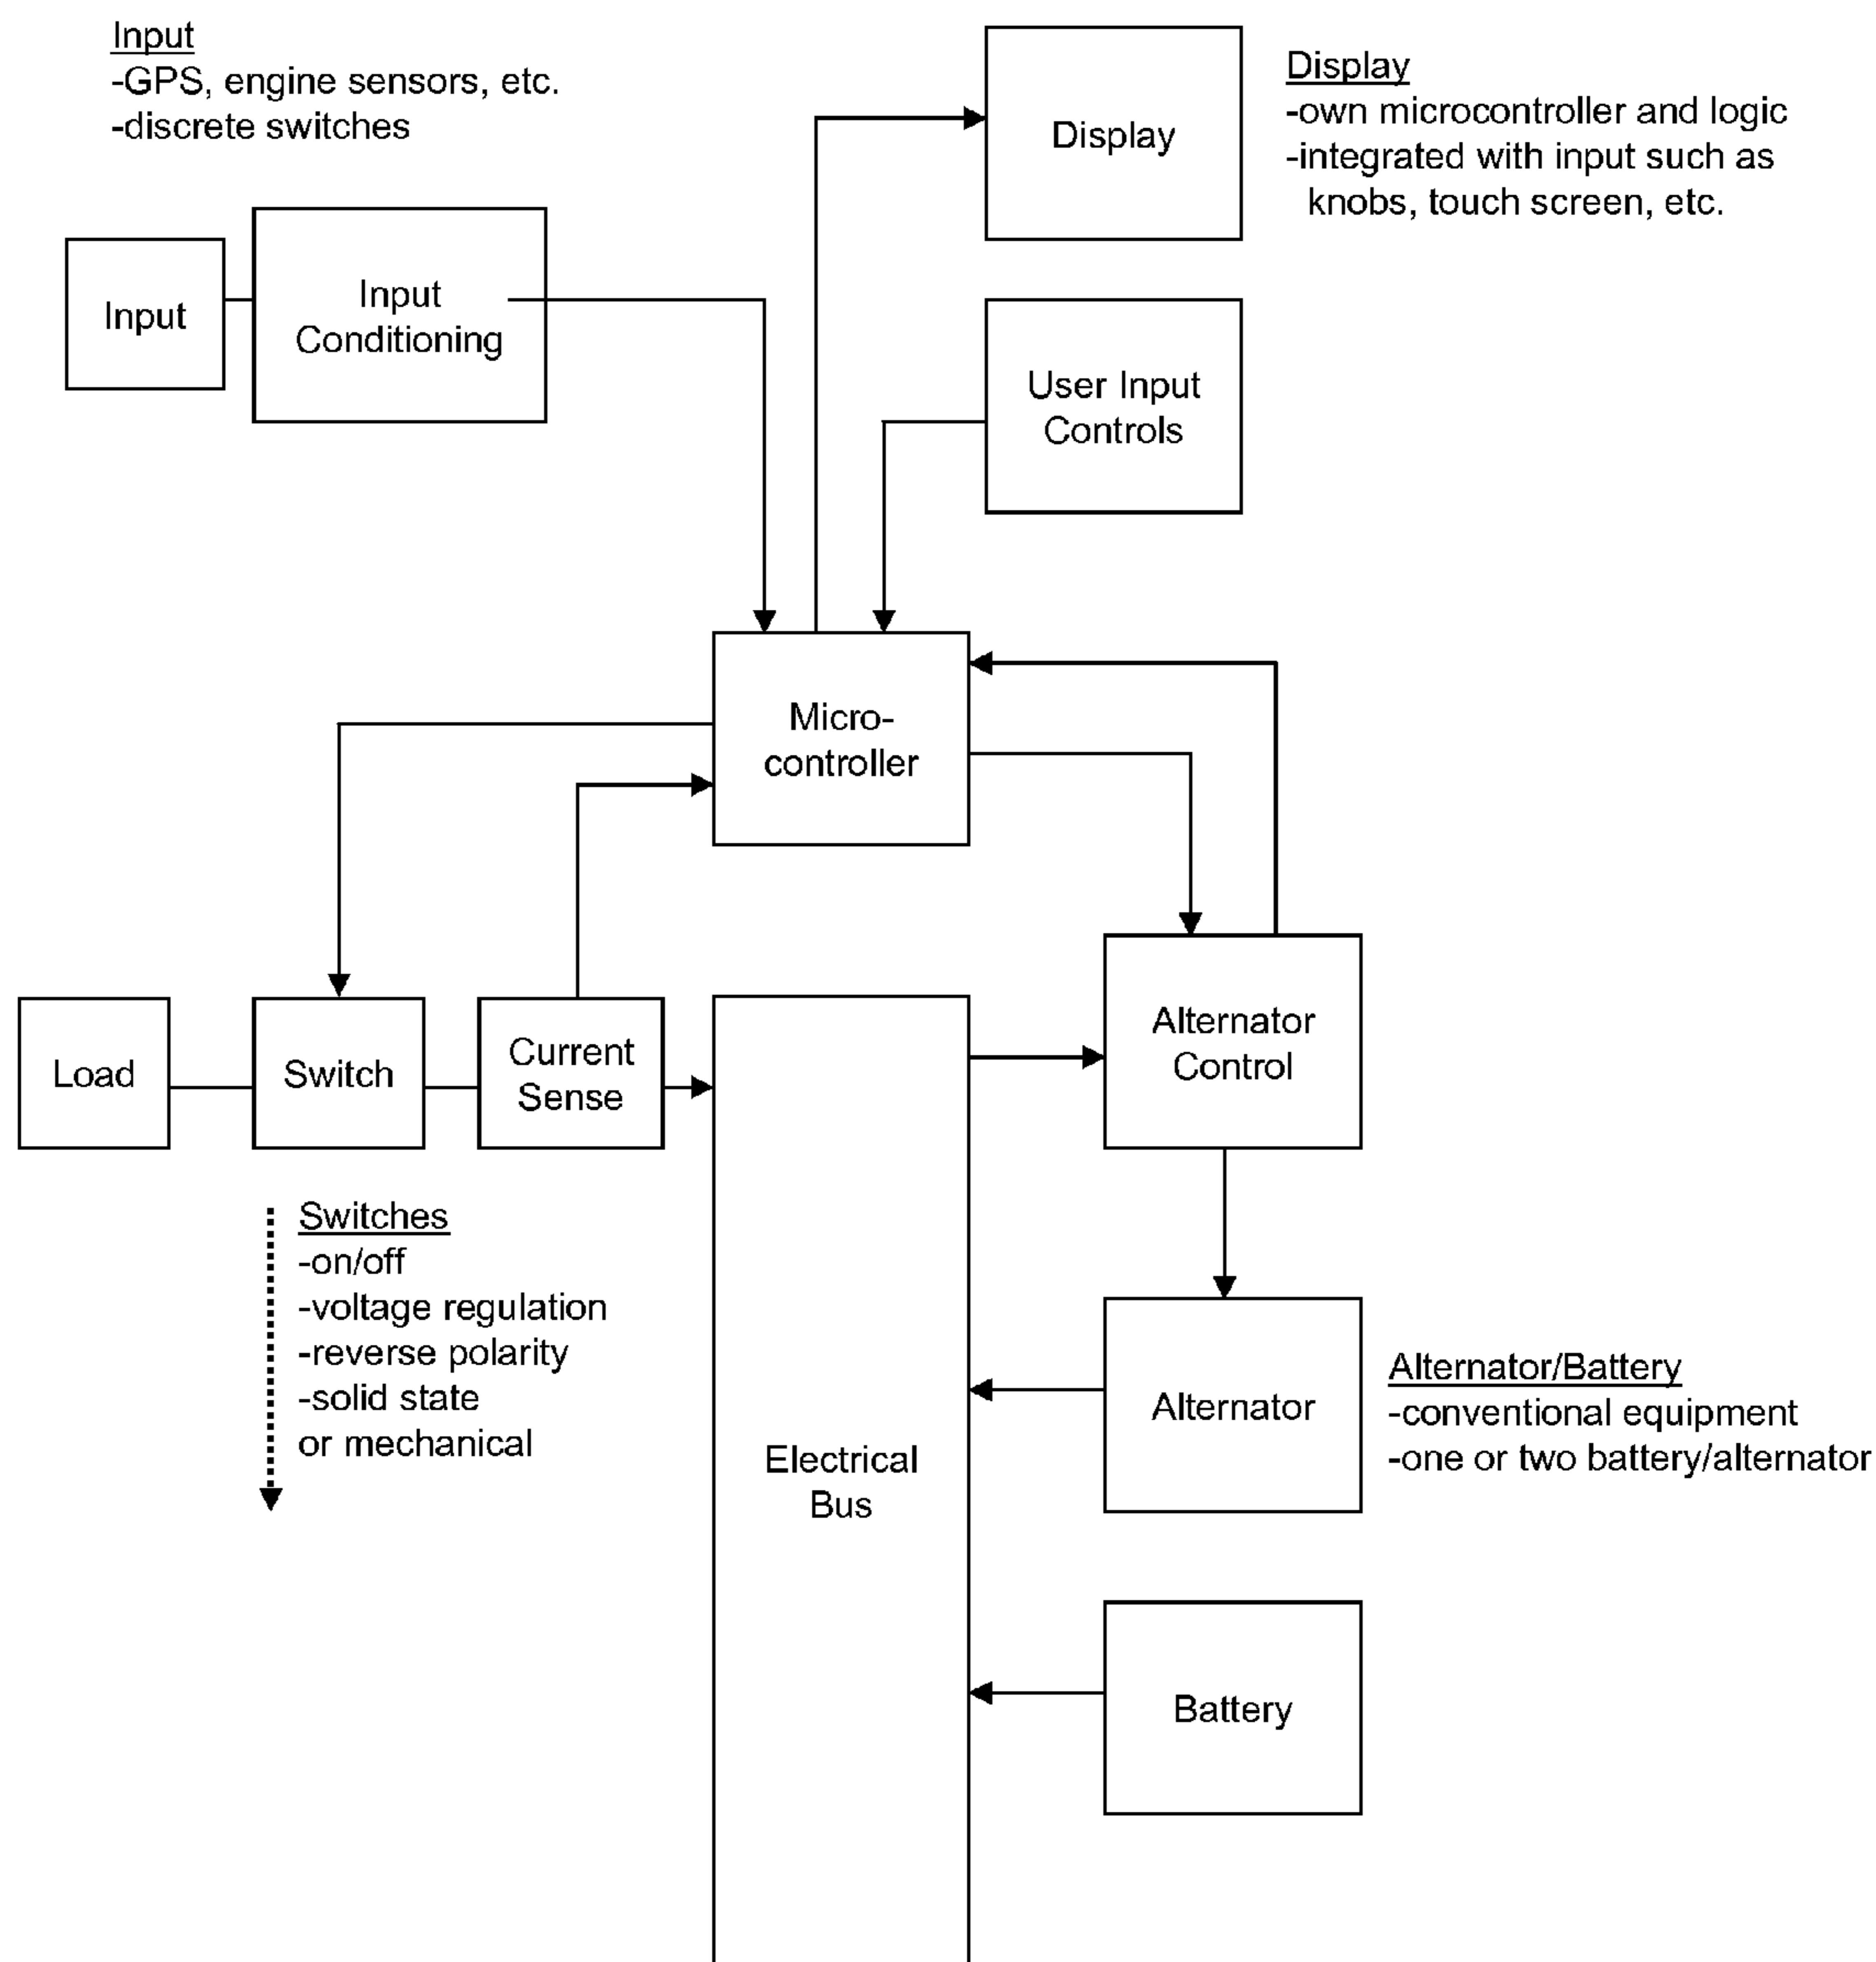 Input
-GPS, engine sensors, etc.
-discrete switches
Display
Display
-own microcontroller and logic
-integrated with input such as
knobs, touch screen, etc.
Input
Input
Conditioning
User Input
Controls
Micro-
controller
Load
Switch
Current
Sense
Alternator
Control
Switches
-on/off
-voltage regulation
-reverse polarity
-solid state
or mechanical
Electrical
Bus
Alternator
Alternator/Battery
-conventional equipment
-one or two battery/alternator
Battery